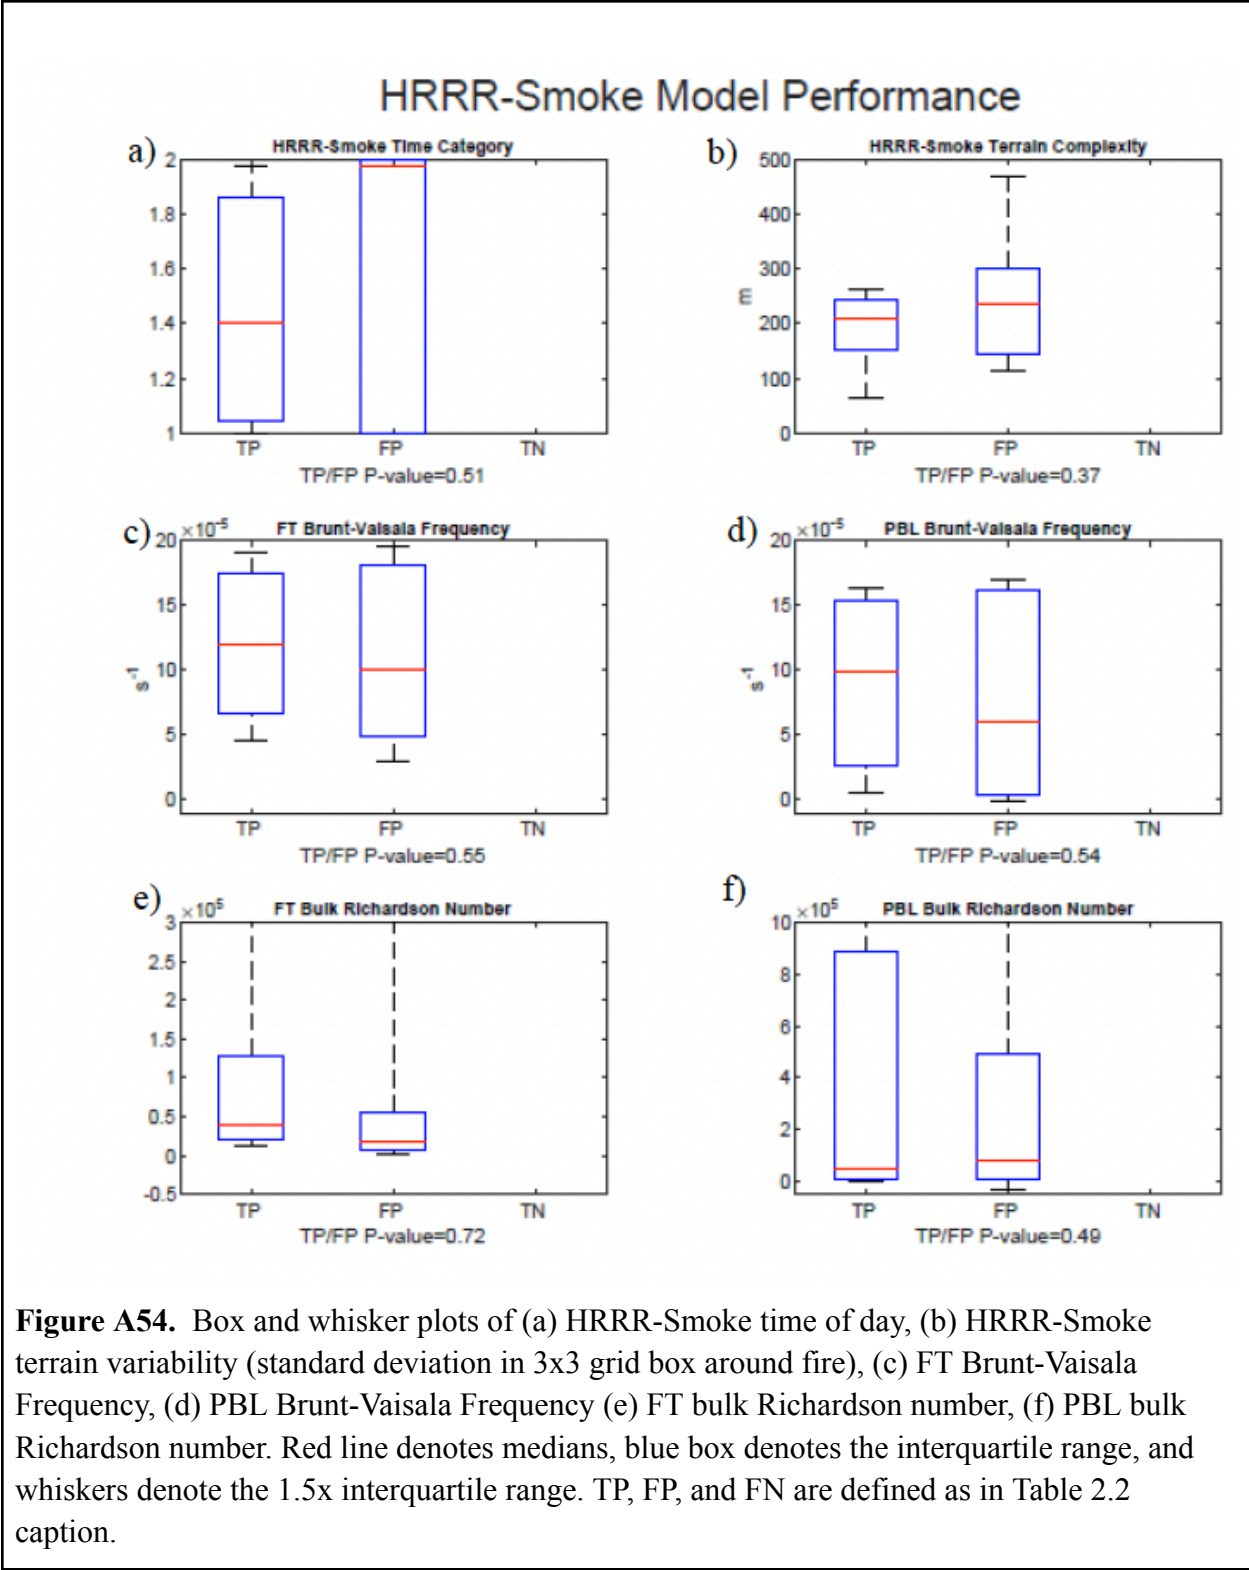 HRRR-Smoke Model Performance
a)
HRRR-Smoke Time Category
2
1.8
1.6
1.4
1.2
1
TP
FP
TN
TP/FP P-value=0.51
b)
HRRR-Smoke Terrain Complexity
500
400
300
200
100
0
m
TP
FP
TN
TP/FP P-value=0.37
c)
FT Brunt-Vaisala Frequency
×10⁻⁵
20
15
10
5
0
s⁻¹
TP
FP
TN
TP/FP P-value=0.55
d)
PBL Brunt-Vaisala Frequency
×10⁻⁵
20
15
10
5
0
s⁻¹
TP
FP
TN
TP/FP P-value=0.54
e)
FT Bulk Richardson Number
×10⁵
3
2.5
2
1.5
1
0.5
0
-0.5
TP
FP
TN
TP/FP P-value=0.72
f)
PBL Bulk Richardson Number
×10⁵
10
8
6
4
2
0
TP
FP
TN
TP/FP P-value=0.49
Figure A54. Box and whisker plots of (a) HRRR-Smoke time of day, (b) HRRR-Smoke
terrain variability (standard deviation in 3x3 grid box around fire), (c) FT Brunt-Vaisala
Frequency, (d) PBL Brunt-Vaisala Frequency (e) FT bulk Richardson number, (f) PBL bulk
Richardson number. Red line denotes medians, blue box denotes the interquartile range, and
whiskers denote the 1.5x interquartile range. TP, FP, and FN are defined as in Table 2.2
caption.